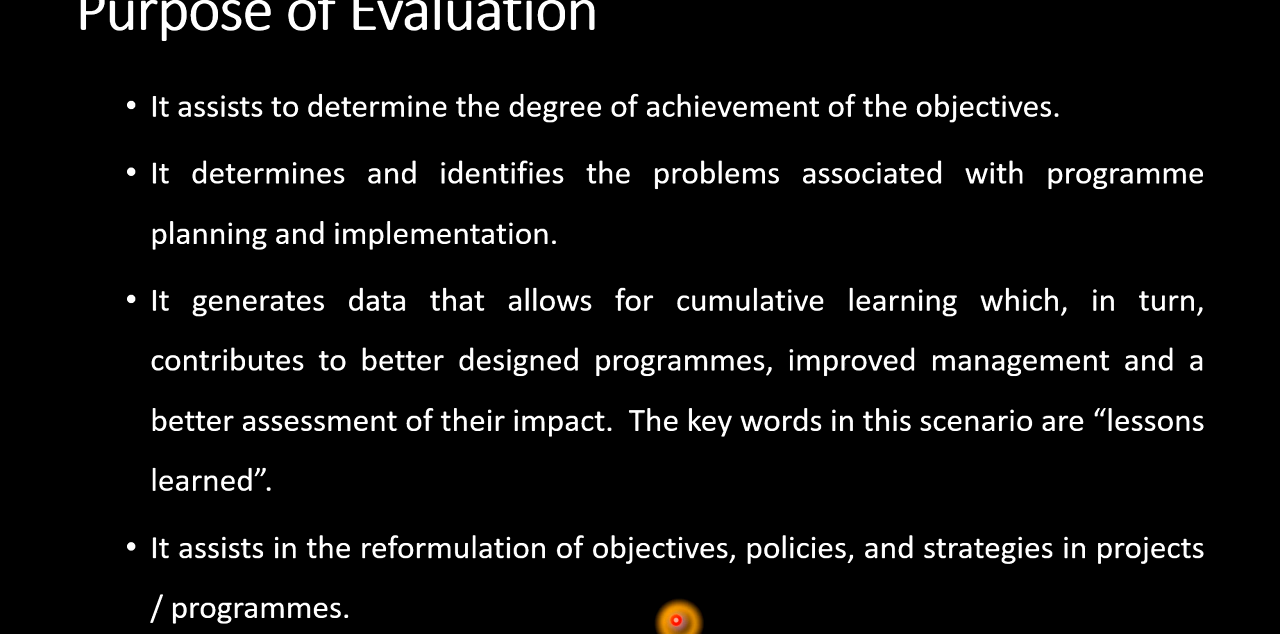 Purpose of Evaluation
• It assists to determine the degree of achievement of the objectives.
• It determines and identifies the problems associated with programme
planning and implementation.
• It generates data that allows for cumulative learning which, in turn,
contributes to better designed programmes, improved management and a
better assessment of their impact.  The key words in this scenario are “lessons
learned”.
• It assists in the reformulation of objectives, policies, and strategies in projects
/ programmes.